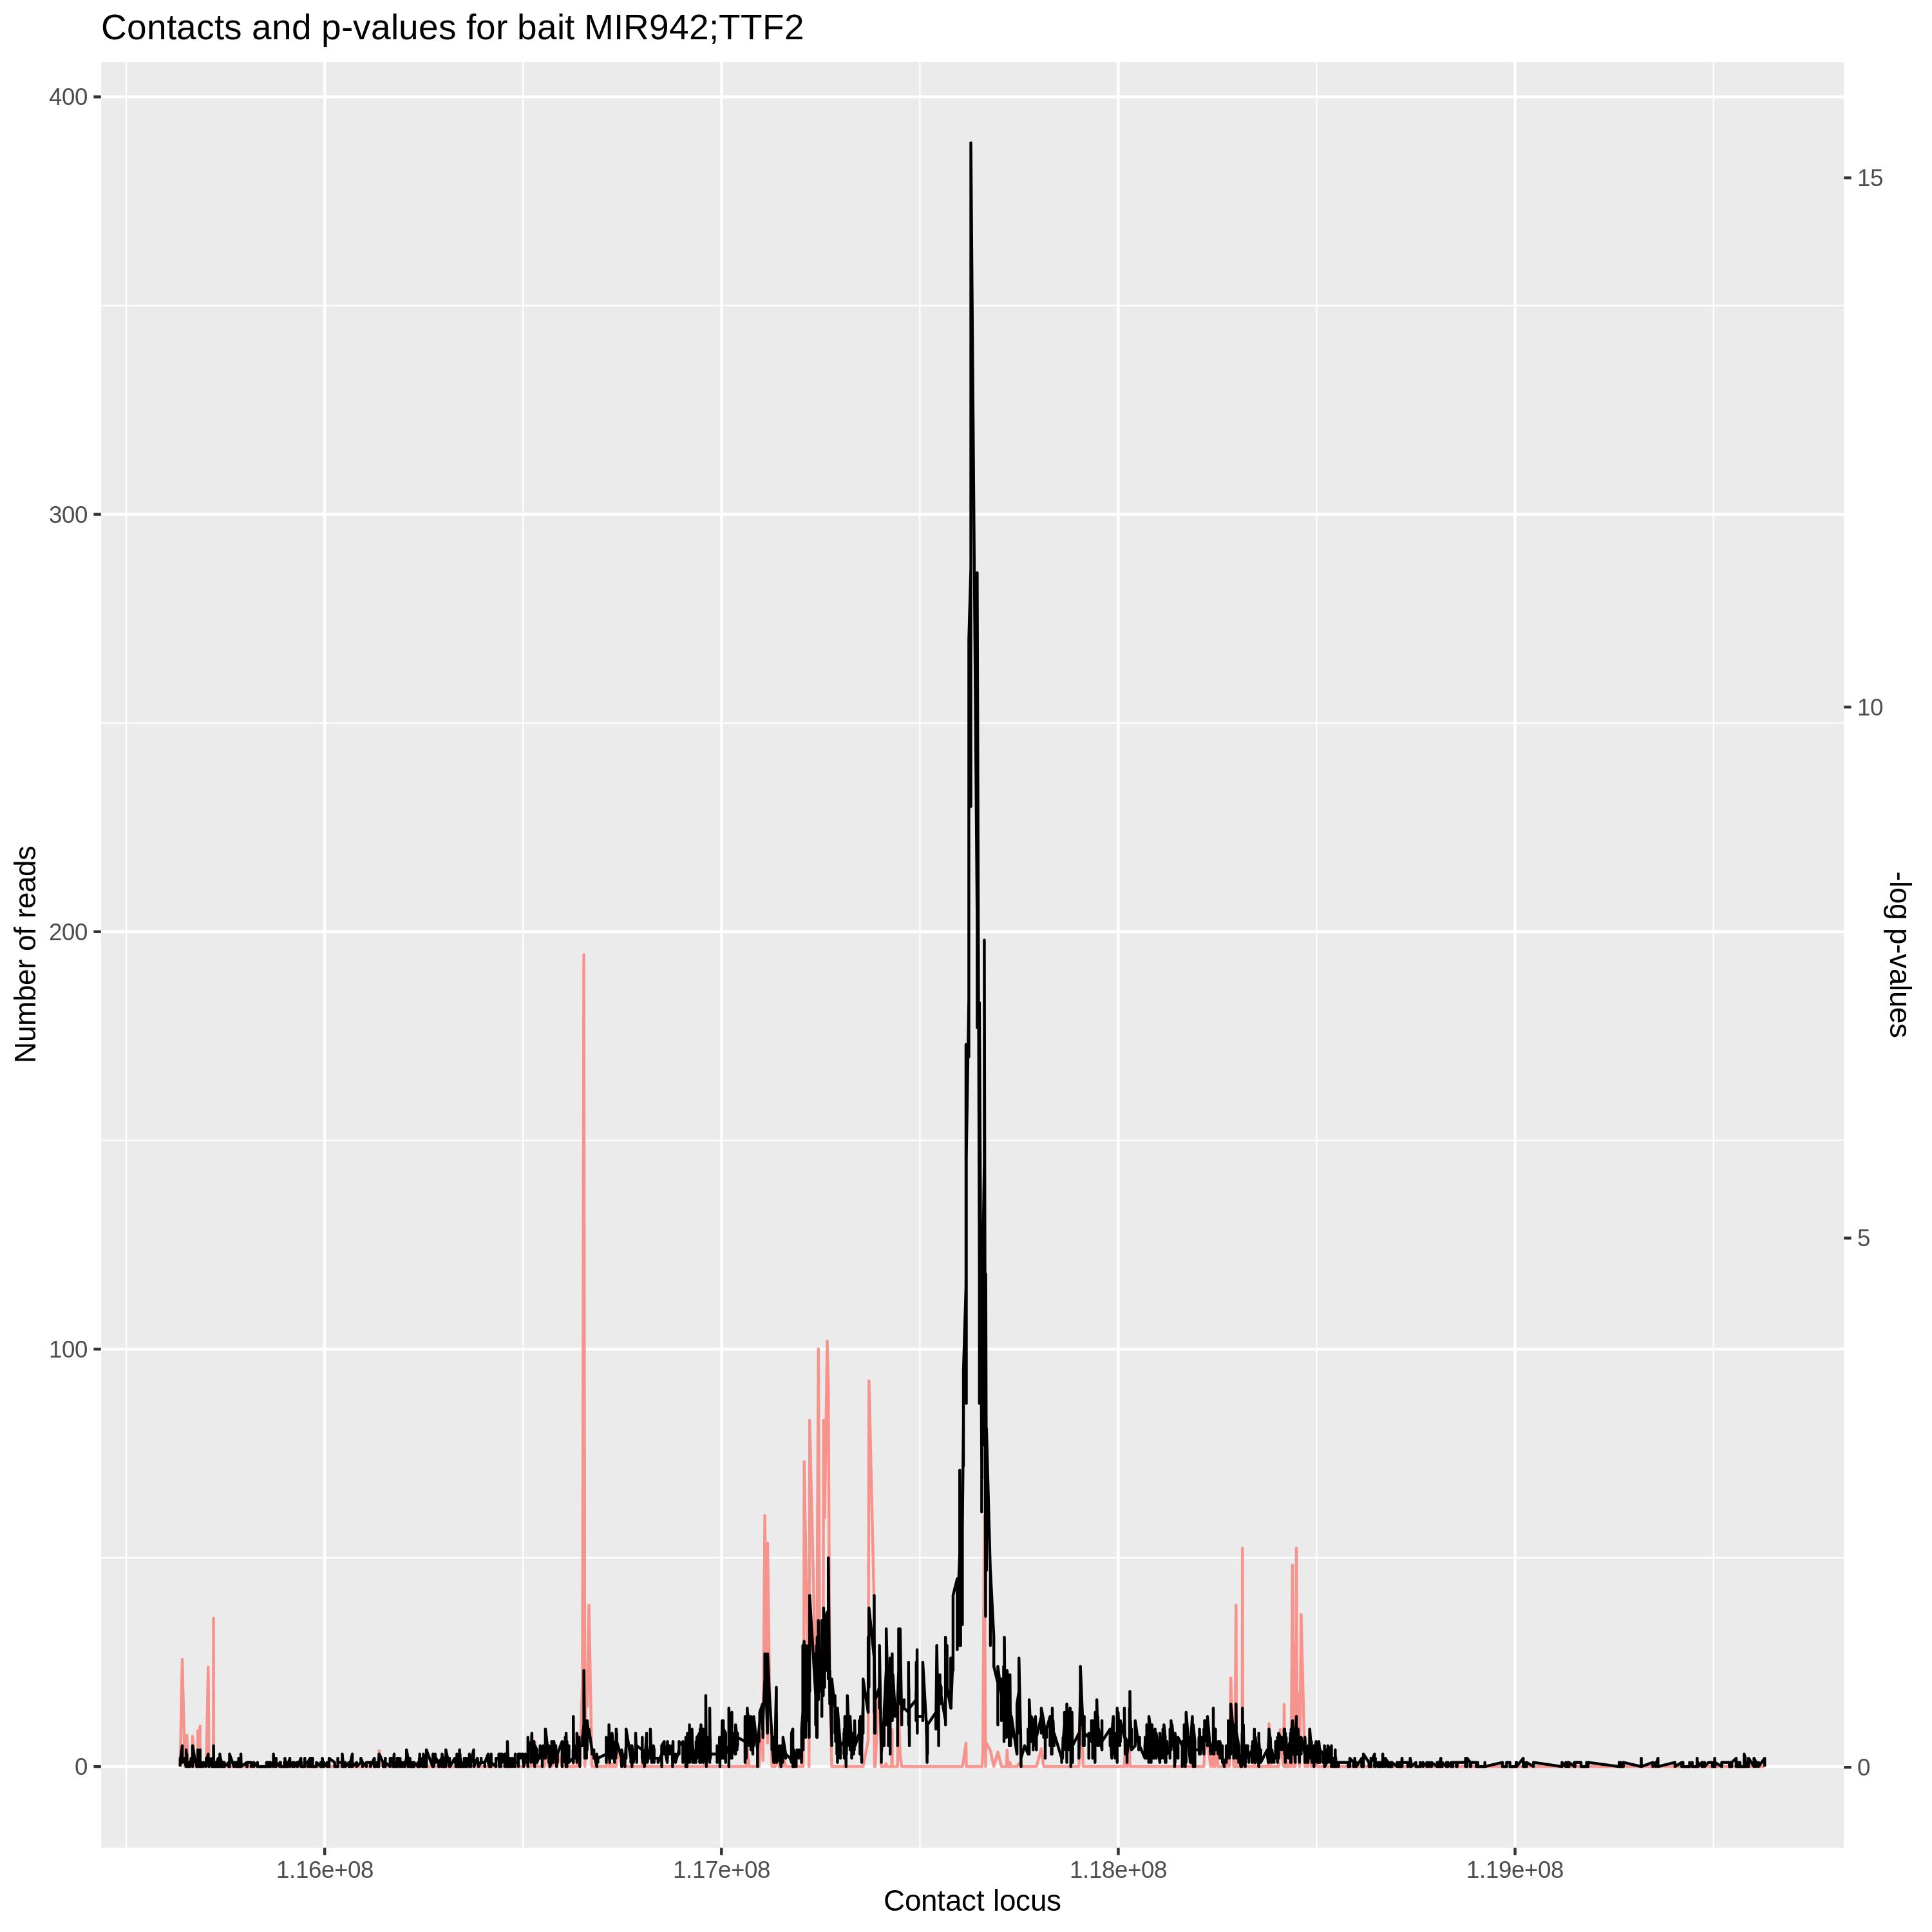 Contacts and p-values for bait MIR942;TTF2
400
300
200
100
0
Number of reads
15
10
5
0
-log p-values
1.16e+08
1.17e+08
1.18e+08
1.19e+08
Contact locus